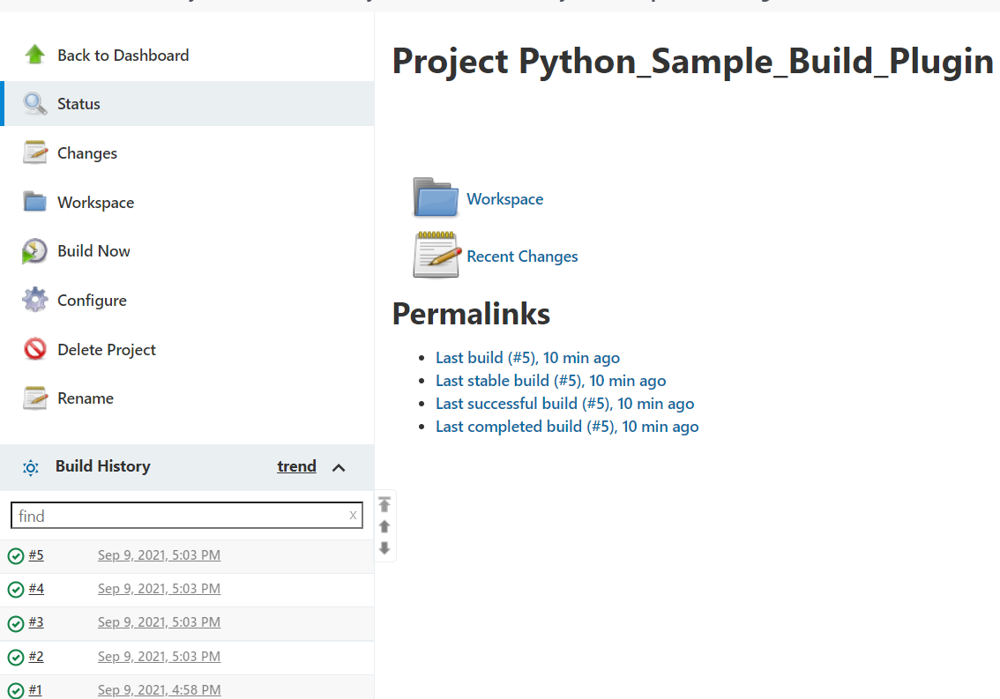 Back to Dashboard
Status
Changes
Workspace
Build Now
Configure
Delete Project
Rename
Build History trend
find x
#5 Sep 9, 2021, 5:03 PM
#4 Sep 9, 2021, 5:03 PM
#3 Sep 9, 2021, 5:03 PM
#2 Sep 9, 2021, 5:03 PM
#1 Sep 9, 2021, 4:58 PM
Project Python_Sample_Build_Plugin
Workspace
Recent Changes
Permalinks
Last build (#5), 10 min ago
Last stable build (#5), 10 min ago
Last successful build (#5), 10 min ago
Last completed build (#5), 10 min ago